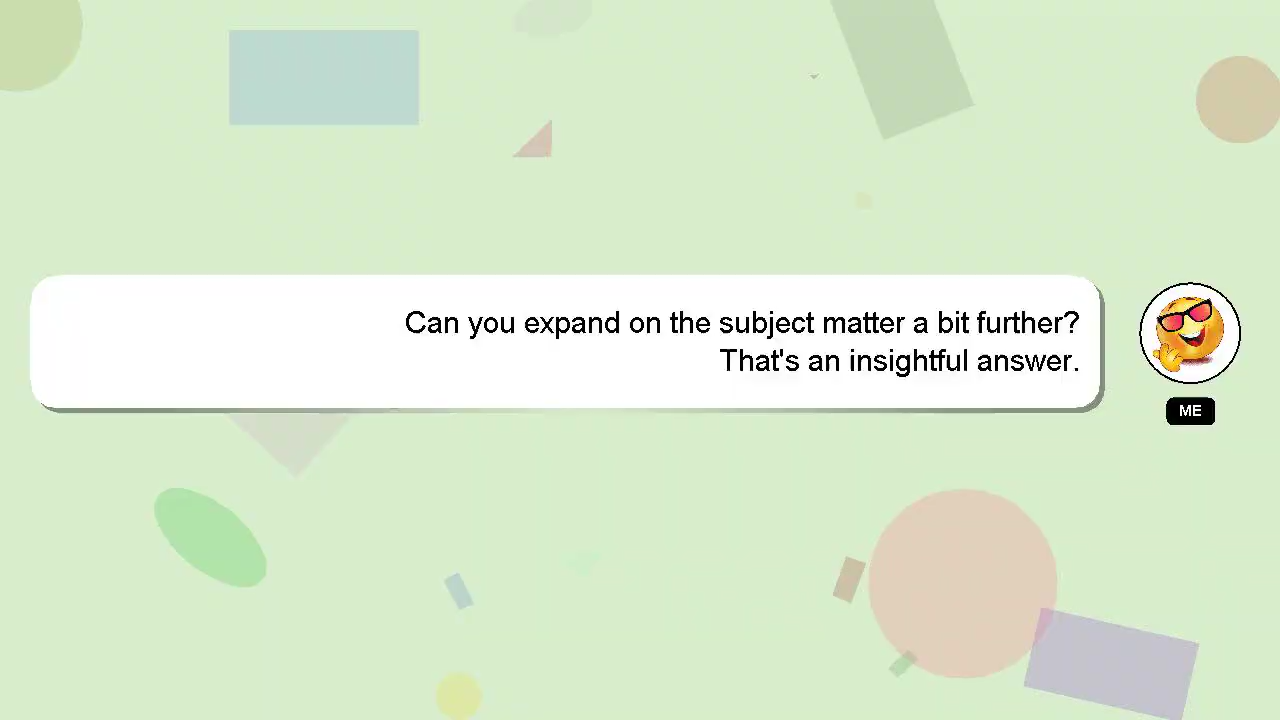 Can you expand on the subject matter a bit further?
That's an insightful answer.
ME